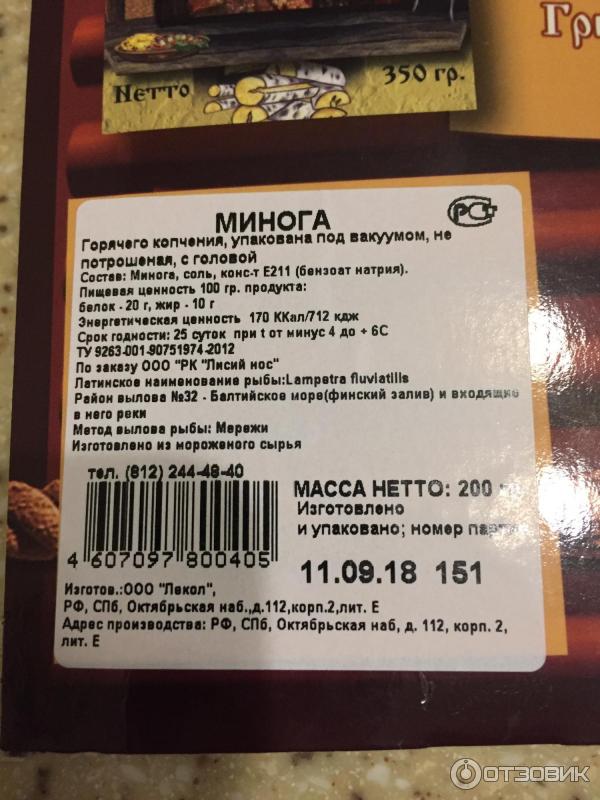 Нетто
350 гр.
МИНОГА
РСТ
Горячего копчения, упакована под вакуумом, не
потрошеная, с головой
Состав: Минога, соль, конс-т Е211 (бензоат натрия).
Пищевая ценность 100 гр. продукта:
белок - 20 г, жир - 10 г
Энергетическая ценность 170 ККал/712 кдж
Срок годности: 25 суток при t от минус 4 до + 6С
ТУ 9263-001-90751974-2012
По заказу ООО "РК "Лисий нос"
Латинское наименование рыбы:Lampetra fluviatilis
Район вылова №32 - Балтийское море(финский залив) и входящие
в него реки
Метод вылова рыбы: Мережи
Изготовлено из мороженого сырья
тел. (812) 244-48-40
МАССА НЕТТО: 200
Изготовлено
и упаковано; номер
4 607097 800405
11.09.18 151
Изготов.:ООО "Лекол",
РФ, СПб, Октябрьская наб.,д.112,корп.2,лит. Е
Адрес производства: РФ, СПб, Октябрьская наб, д. 112, корп. 2,
лит. Е
ОТЗОВИК